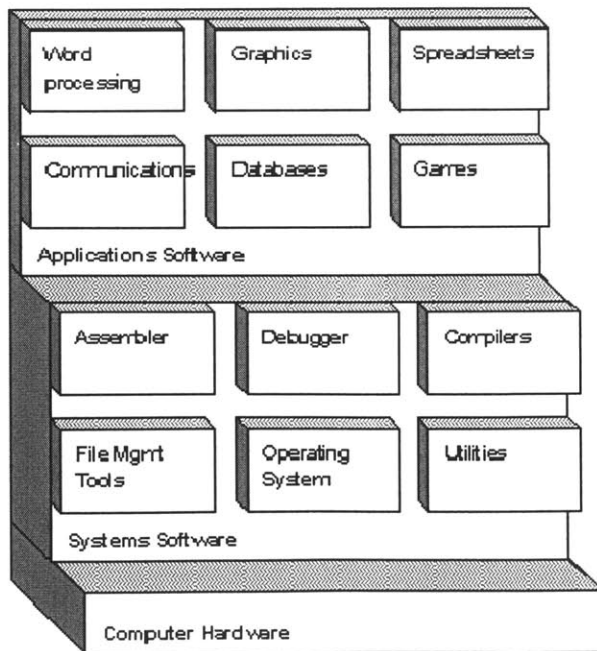 Word
processing
Graphics
Spreadsheets
Communications
Databases
Games
Applications Software
Assembler
Debugger
Compilers
File Mgmt
Tools
Operating
System
Utilities
Systems Software
Computer Hardware